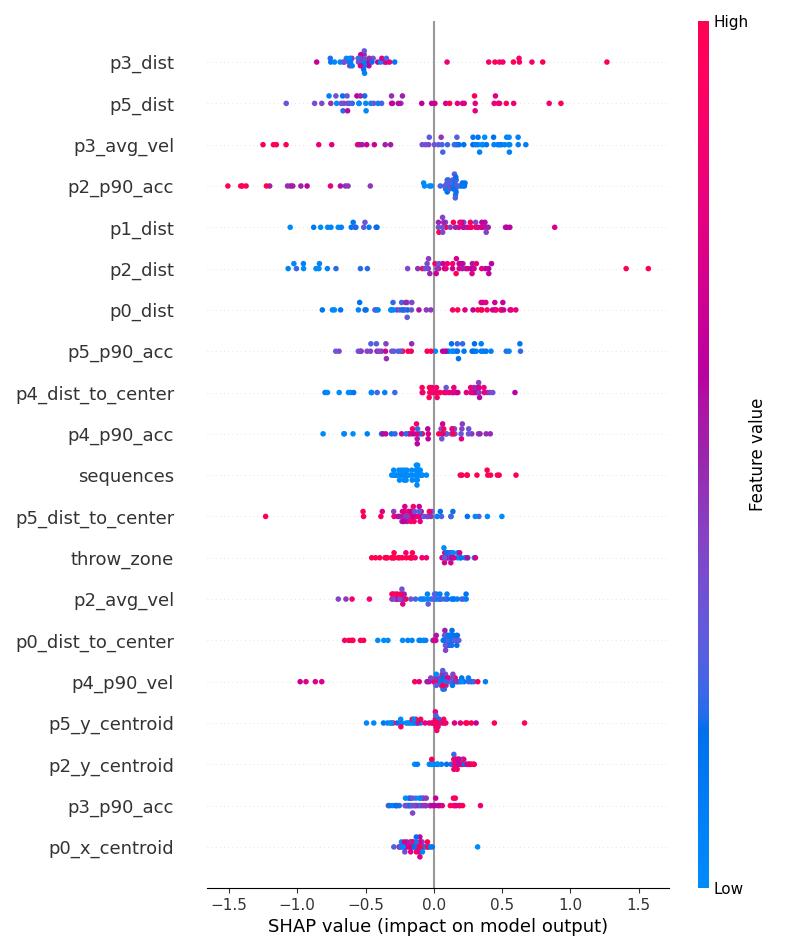 High
p3_dist
p5_dist
p3_avg_vel
p2_p90_acc
p1_dist
p2_dist
p0_dist
p5_p90_acc
p4_dist_to_center
p4_p90_acc
sequences
p5_dist_to_center
throw_zone
p2_avg_vel
p0_dist_to_center
p4_p90_vel
p5_y_centroid
p2_y_centroid
p3_p90_acc
p0_x_centroid
Feature value
Low
−1.5 −1.0 −0.5 0.0 0.5 1.0 1.5
SHAP value (impact on model output)